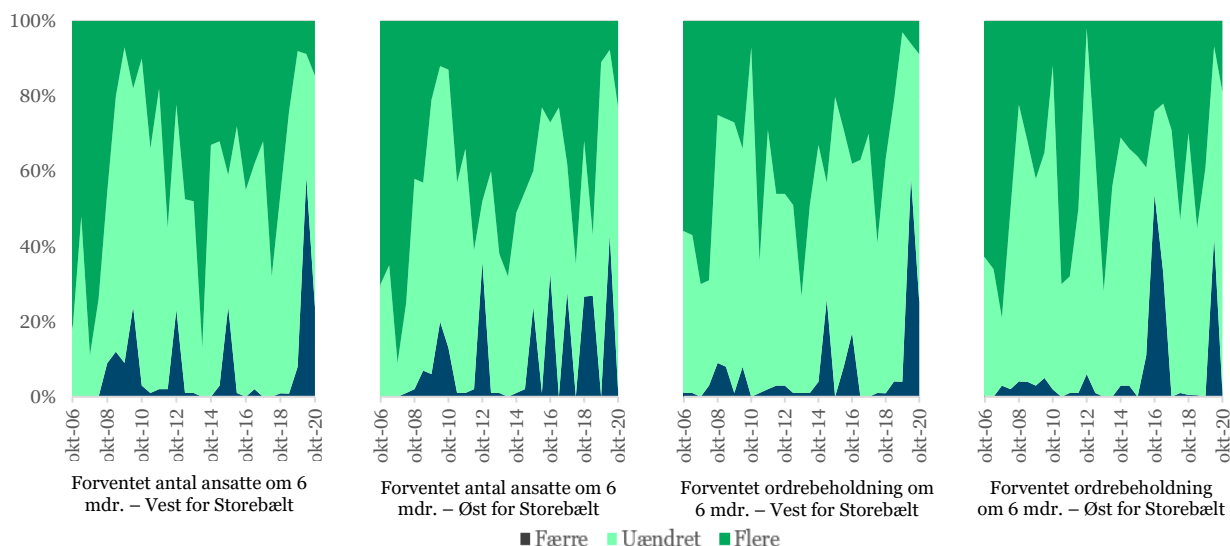 100%
80%
60%
40%
20%
0%
okt-06
okt-08
okt-10
okt-12
okt-14
okt-16
okt-18
okt-20
okt-06
okt-08
okt-10
okt-12
okt-14
okt-16
okt-18
okt-20
okt-06
okt-08
okt-10
okt-12
okt-14
okt-16
okt-18
okt-20
okt-06
okt-08
okt-10
okt-12
okt-14
okt-16
okt-18
okt-20
Forventet antal ansatte om 6
mdr. – Vest for Storebælt
Forventet antal ansatte om 6
mdr. – Øst for Storebælt
Forventet ordrebeholdning om
6 mdr. – Vest for Storebælt
Forventet ordrebeholdning
om 6 mdr. – Øst for Storebælt
Færre Uændret Flere